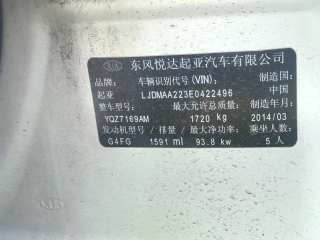 KIA 东风悦达起亚汽车有限公司
车辆识别代号(VIN): 制造国:
起亚 LJDMAA223E0422496 中国
整车型号: 最大允许总质量: 制造年月:
YQZ7169AM 1720 kg 2014/03
发动机型号/排量/最大净功率: 乘坐人数
G4FG 1591 ml 93.8 kw 5 人